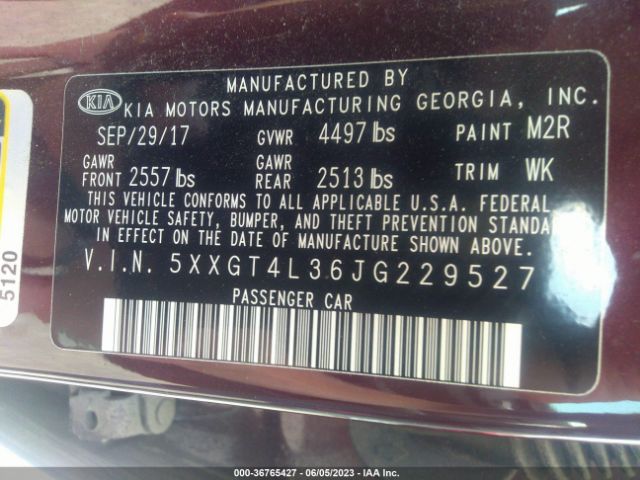 MANUFACTURED BY
KIA KIA MOTORS MANUFACTURING GEORGIA, INC.
SEP/29/17 GVWR 4497 lbs PAINT M2R
GAWR FRONT 2557 lbs GAWR REAR 2513 lbs TRIM WK
THIS VEHICLE CONFORMS TO ALL APPLICABLE U.S.A. FEDERAL
MOTOR VEHICLE SAFETY, BUMPER, AND THEFT PREVENTION STANDA
IN EFFECT ON THE DATE OF MANUFACTURE SHOWN ABOVE.
V.I.N. 5XXGT4L36JG229527
PASSENGER CAR
5120
000-36765427 | 06/05/2023 | IAA Inc.